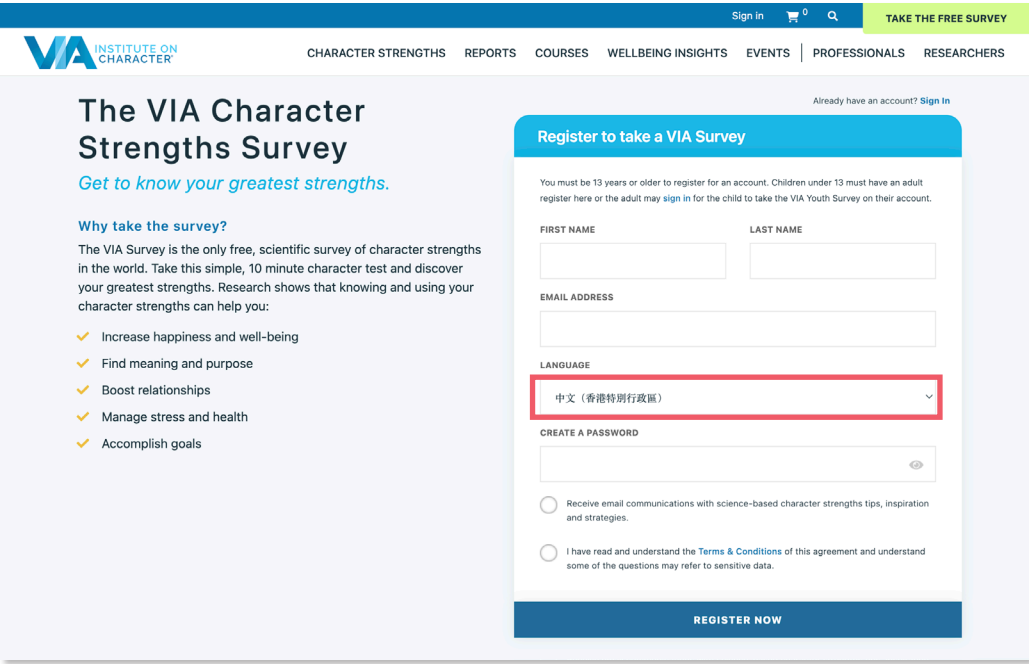 Sign in
0
TAKE THE FREE SURVEY
VIA INSTITUTE ON
CHARACTER®
CHARACTER STRENGTHS REPORTS COURSES WELLBEING INSIGHTS EVENTS PROFESSIONALS RESEARCHERS
The VIA Character
Strengths Survey
Get to know your greatest strengths.
Why take the survey?
The VIA Survey is the only free, scientific survey of character strengths
in the world. Take this simple, 10 minute character test and discover
your greatest strengths. Research shows that knowing and using your
character strengths can help you:
Increase happiness and well-being
Find meaning and purpose
Boost relationships
Manage stress and health
Accomplish goals
Already have an account? Sign In
Register to take a VIA Survey
You must be 13 years or older to register for an account. Children under 13 must have an adult
register here or the adult may sign in for the child to take the VIA Youth Survey on their account.
FIRST NAME LAST NAME
EMAIL ADDRESS
LANGUAGE
中文（香港特別行政區）
CREATE A PASSWORD
Receive email communications with science-based character strengths tips, inspiration
and strategies.
I have read and understand the Terms & Conditions of this agreement and understand
some of the questions may refer to sensitive data.
REGISTER NOW